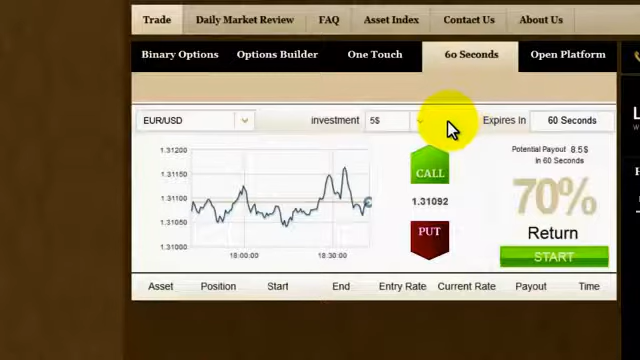 Trade Daily Market Review FAQ Asset Index Contact Us About Us
Binary Options Options Builder One Touch 60 Seconds Open Platform
EUR/USD investment 5$ Expires In 60 Seconds
1.31200
1.31150
1.31100
1.31050
1.31000
18:00:00 18:30:00
CALL
1.31092
PUT
Potential Payout 8.5$
In 60 Seconds
70%
Return
START
Asset Position Start End Entry Rate Current Rate Payout Time